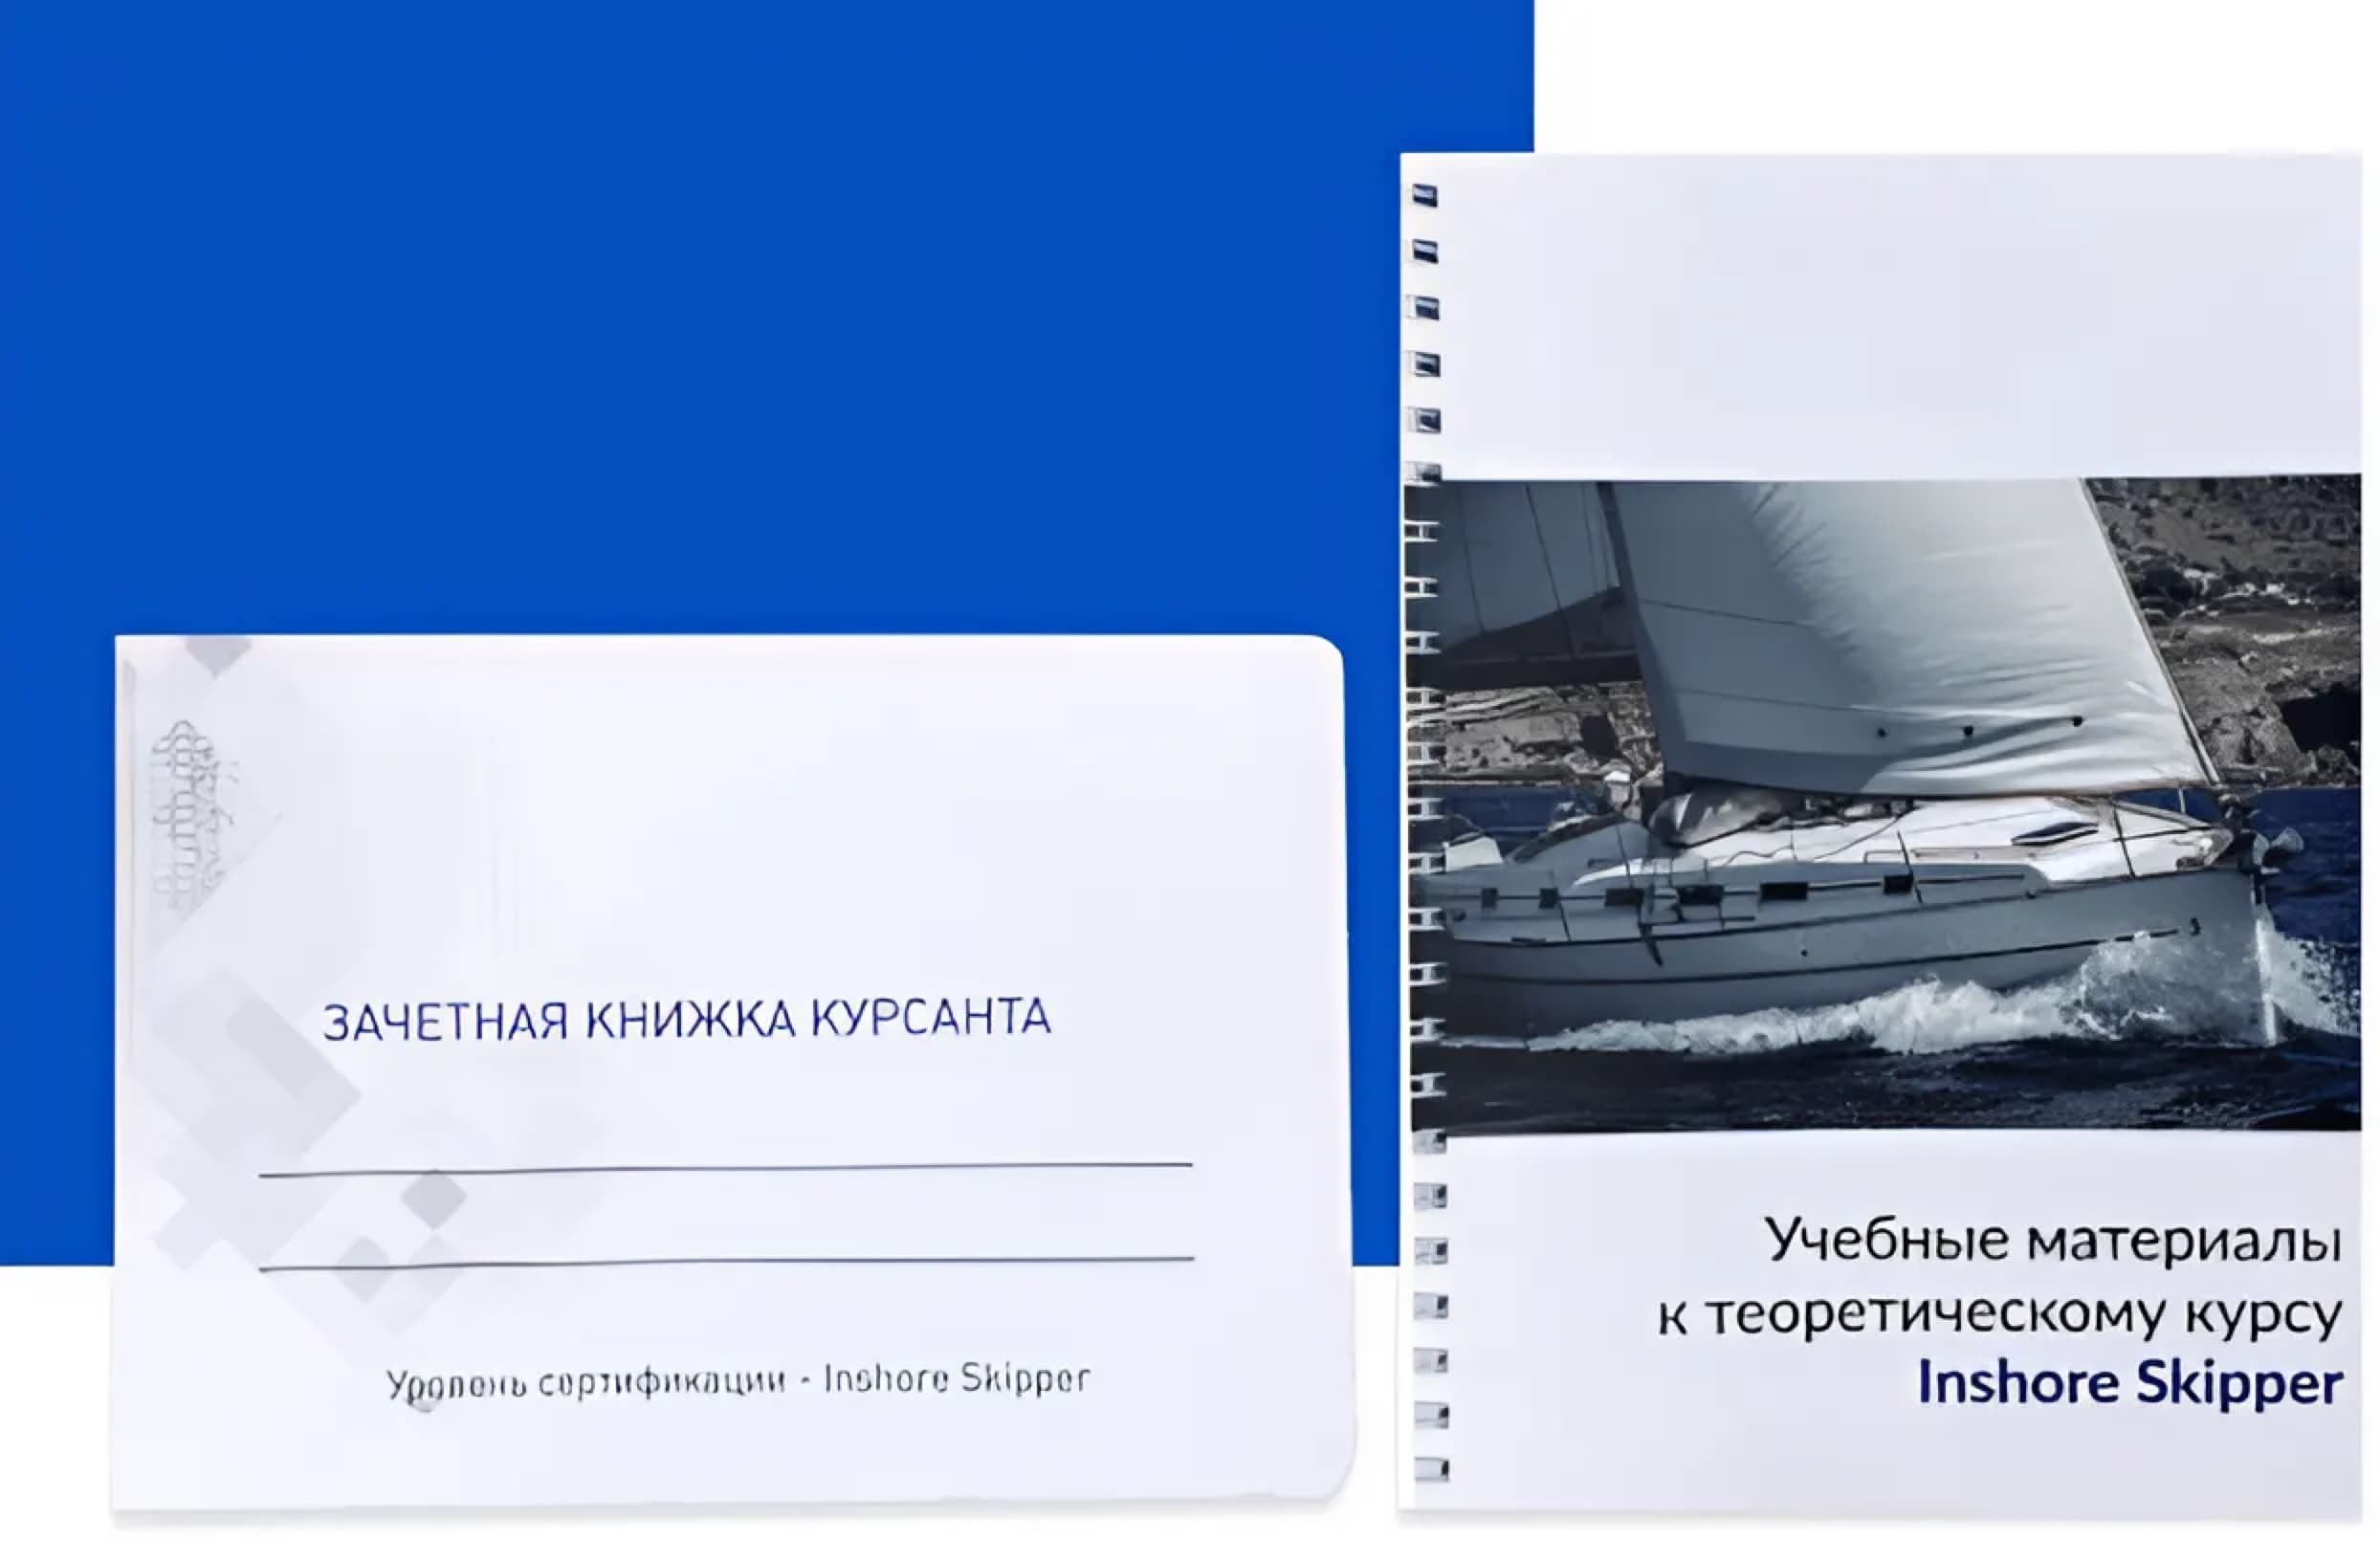 ЗАЧЕТНАЯ КНИЖКА КУРСАНТА
Уровень сертификации - Inshore Skipper
Учебные материалы
к теоретическому курсу
Inshore Skipper